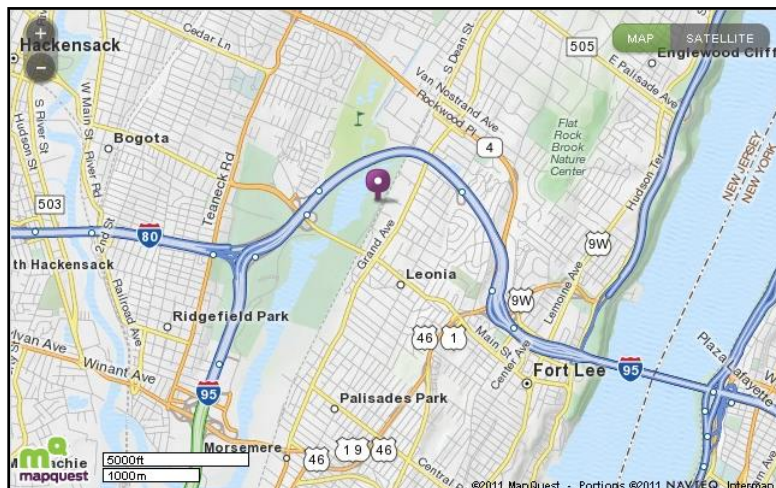 Hackensack
Cedar Ln
S Dean St
505
MAP
SATELLITE
Englewood Cliff
E Palisade Ave
Van Nostrand Ave
Rockwood Pl
W Main St
River Rd
S River St
Hudson St
Bogota
Teaneck Rd
4
Flat
Rock
Brook
Nature
Center
Hudson Ter
NEW JERSEY
NEW YORK
503
2nd St
80
Grand Ave
9W
th Hackensack
Leonia
Lemoine Ave
Railroad Ave
Ridgefield Park
9W
46
1
Main St
Center Ave
Plaza Lafayette
Winant Ave
95
Fort Lee
95
Palisades Park
Morsemere
46
1 9
46
Central
5000ft
1000m
mapquest
©2011 MapQuest - Portions ©2011 NAVTEQ, Intermap